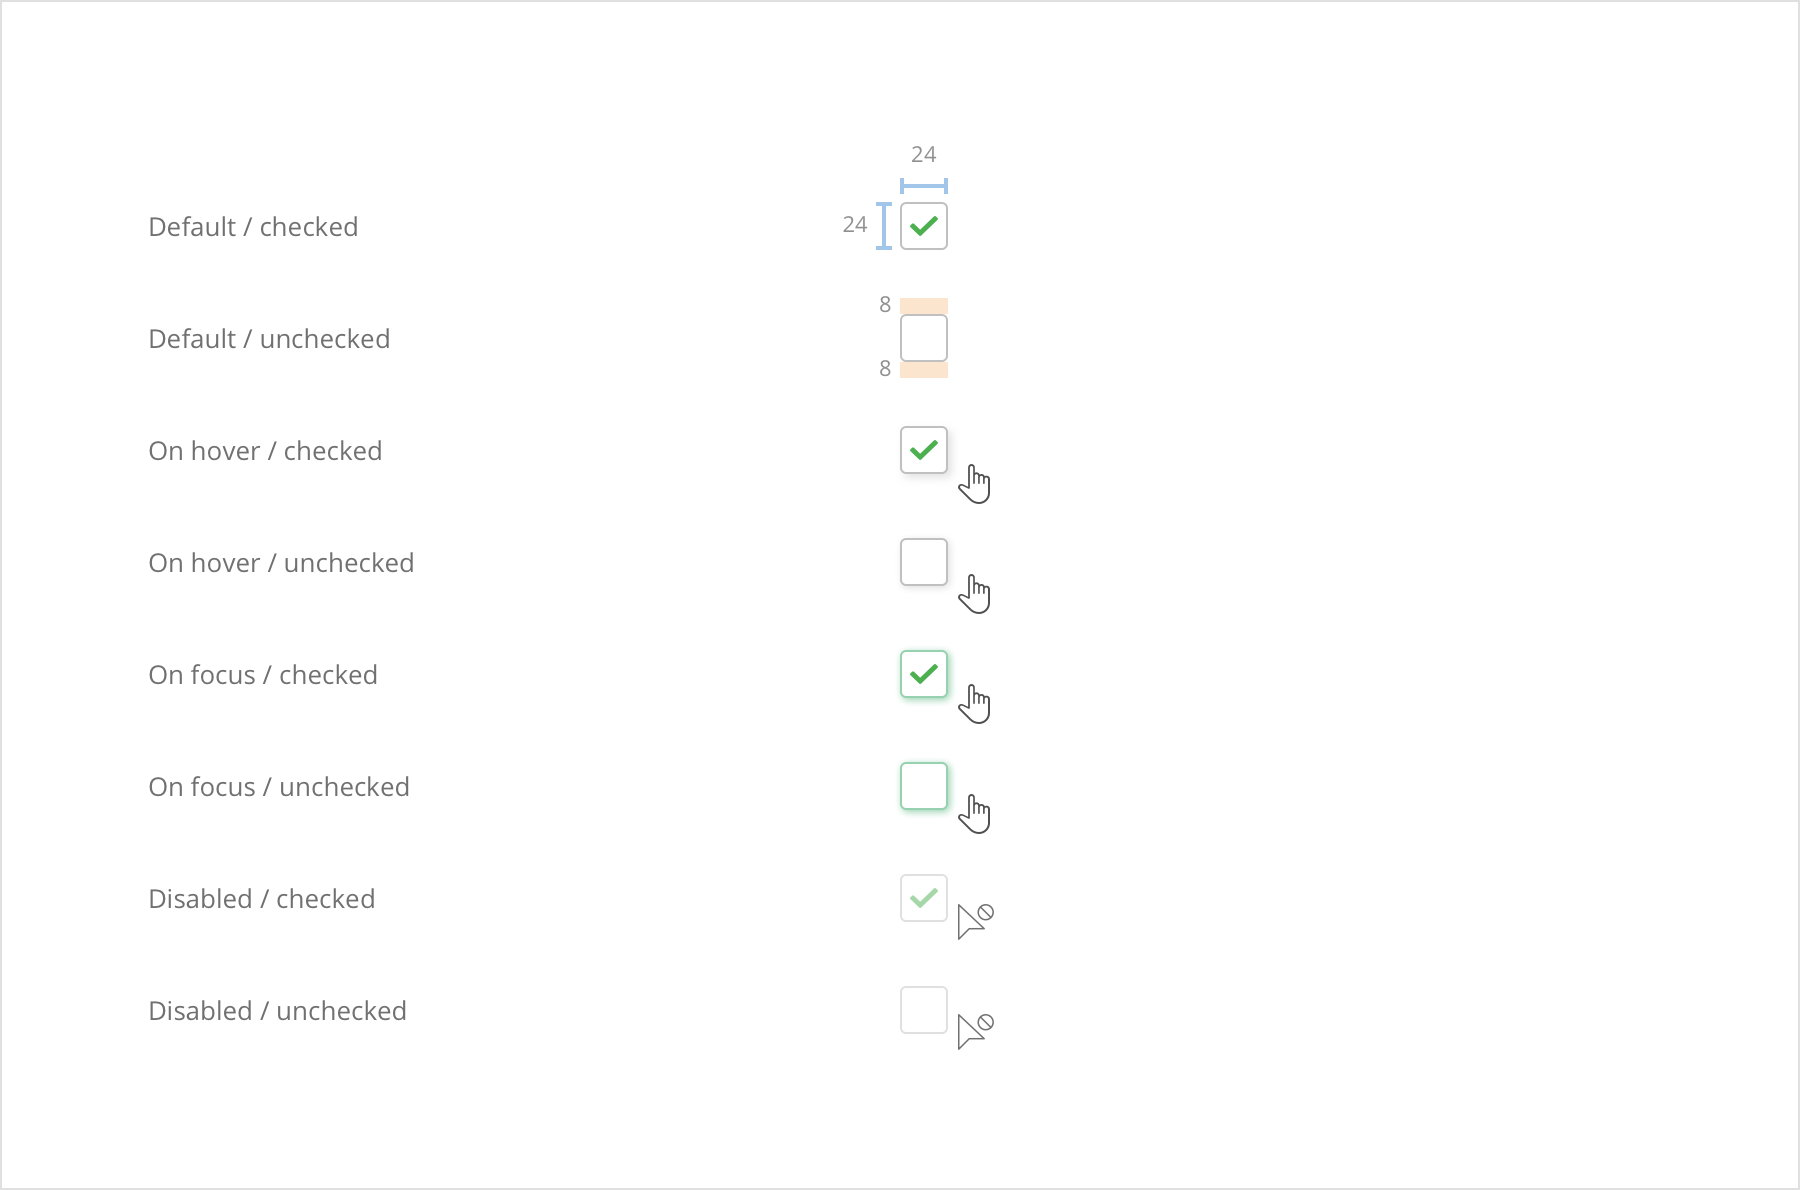 24
Default / checked
24
Default / unchecked
8
8
On hover / checked
On hover / unchecked
On focus / checked
On focus / unchecked
Disabled / checked
Disabled / unchecked